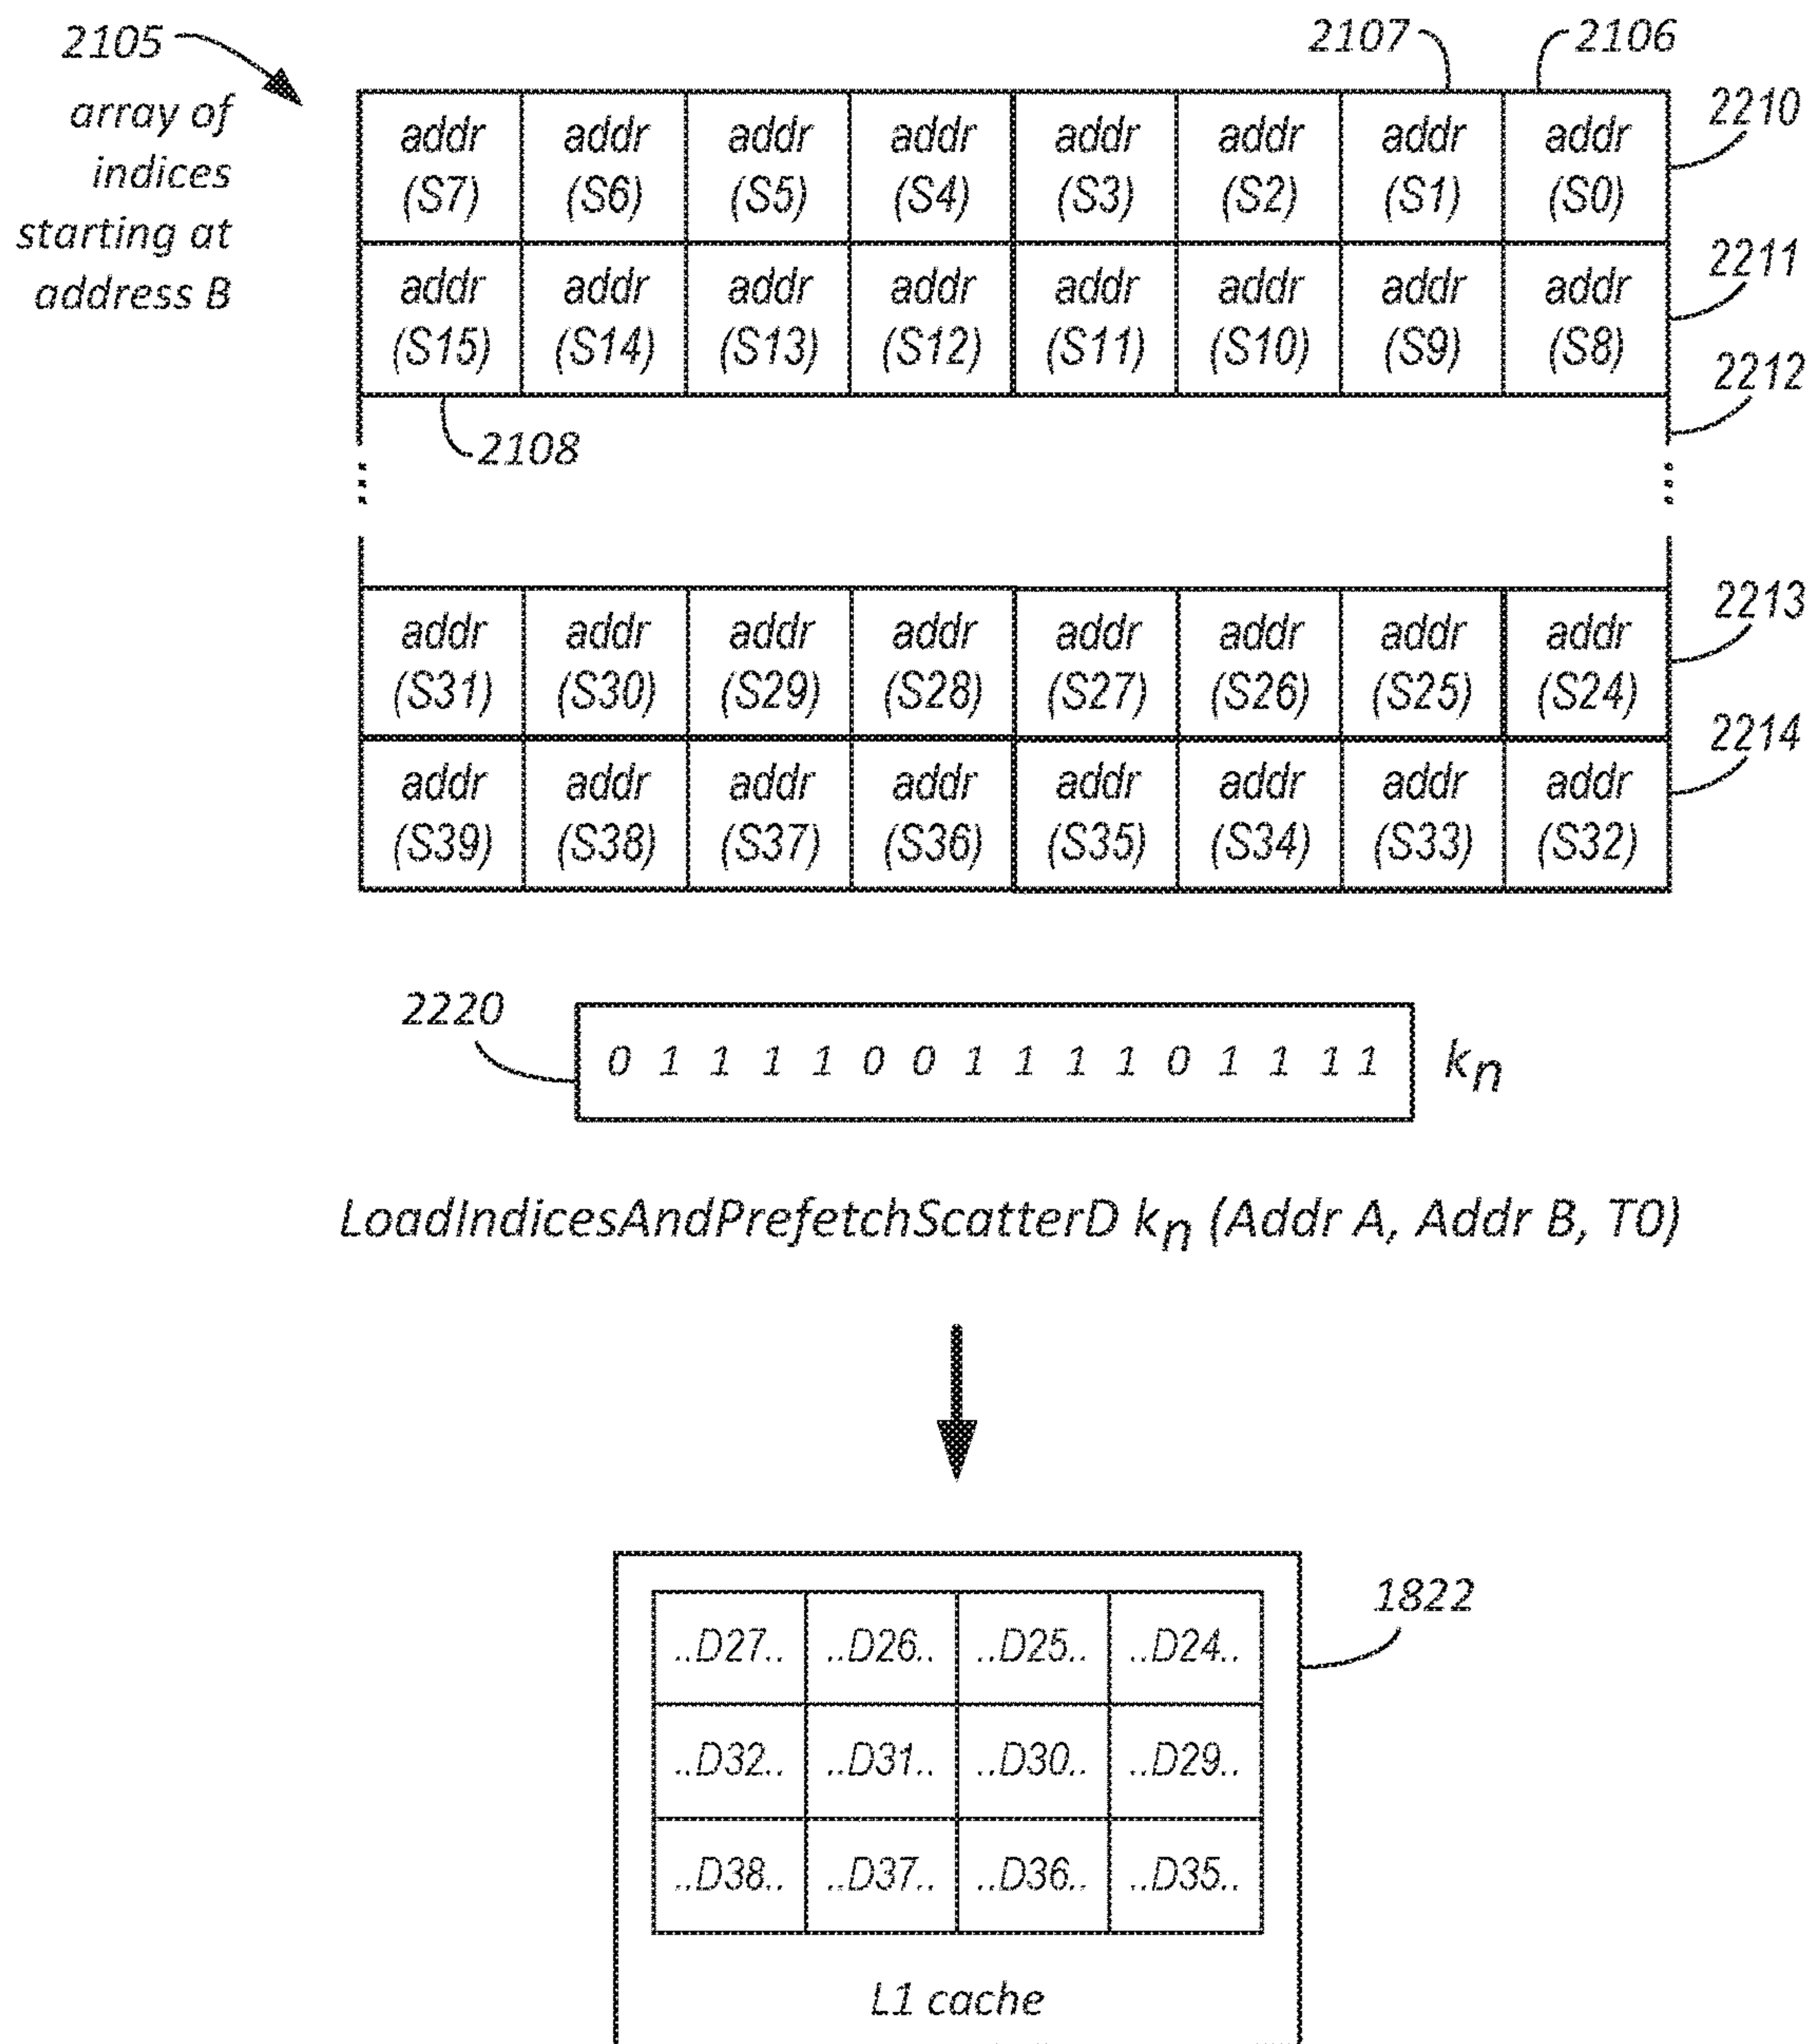 2105
2107
2106
array of
indices
starting at
address B
2210
addr addr addr addr addr addr addr addr
(S7) (S6) (S5) (S4) (S3) (S2) (S1) (S0)
2211
addr addr addr addr addr addr addr addr
(S15) (S14) (S13) (S12) (S11) (S10) (S9) (S8)
2212
2108
2213
addr addr addr addr addr addr addr addr
(S31) (S30) (S29) (S28) (S27) (S26) (S25) (S24)
2214
addr addr addr addr addr addr addr addr
(S39) (S38) (S37) (S36) (S35) (S34) (S33) (S32)
2220
0 1 1 1 1 0 0 1 1 1 1 0 1 1 1 1 kn
LoadIndicesAndPrefetchScatterD kn (Addr A, Addr B, T0)
1822
..D27.. ..D26.. ..D25.. ..D24..
..D32.. ..D31.. ..D30.. ..D29..
..D38.. ..D37.. ..D36.. ..D35..
L1 cache